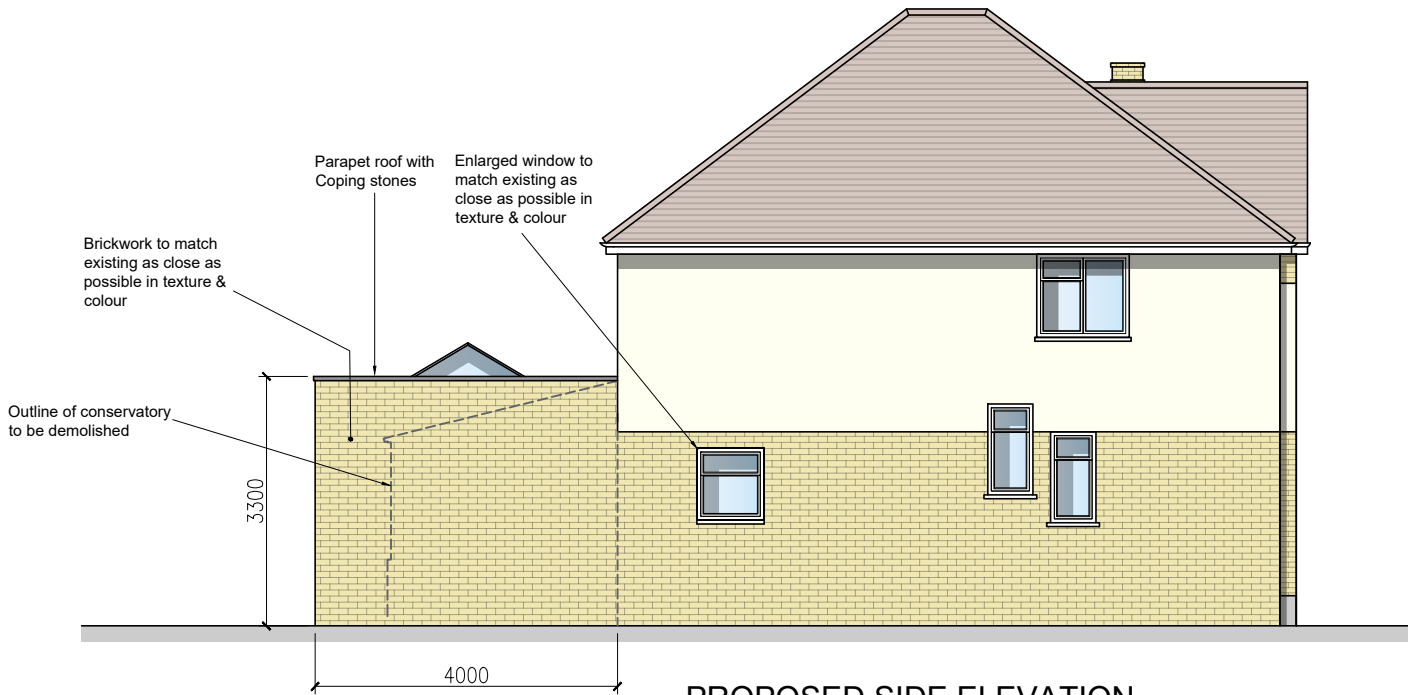 Parapet roof with
Coping stones
Enlarged window to
match existing as
close as possible in
texture & colour
Brickwork to match
existing as close as
possible in texture &
colour
Outline of conservatory
to be demolished
3300
4000
PROPOSED SIDE ELEVATION